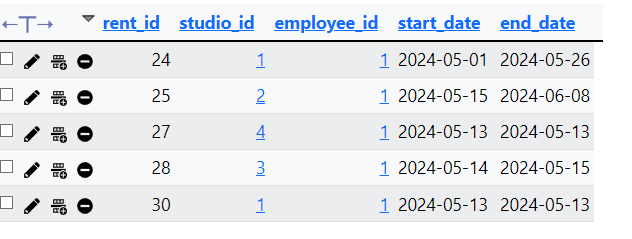 ←T→ rent_id studio_id employee_id start_date end_date
24 1 1 2024-05-01 2024-05-26
25 2 1 2024-05-15 2024-06-08
27 4 1 2024-05-13 2024-05-13
28 3 1 2024-05-14 2024-05-15
30 1 1 2024-05-13 2024-05-13